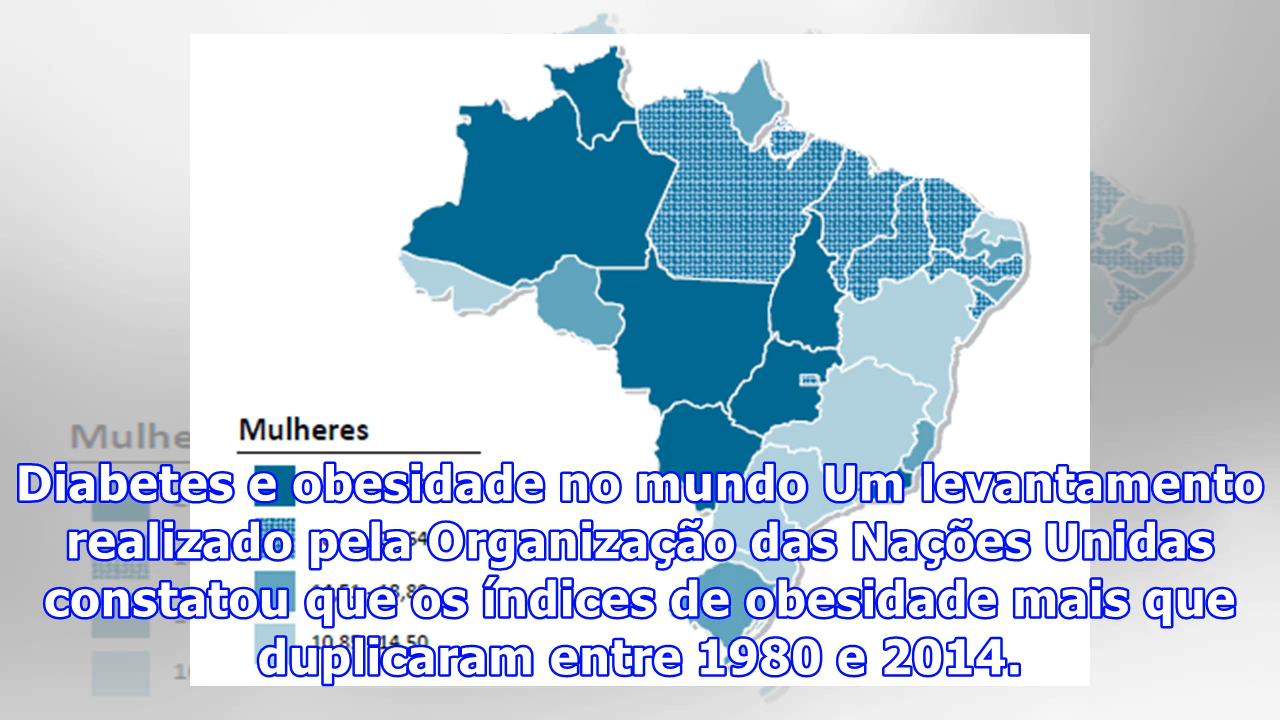 Mulheres
Diabetes e obesidade no mundo Um levantamento
realizado pela Organização das Nações Unidas
constatou que os índices de obesidade mais que
duplicaram entre 1980 e 2014.